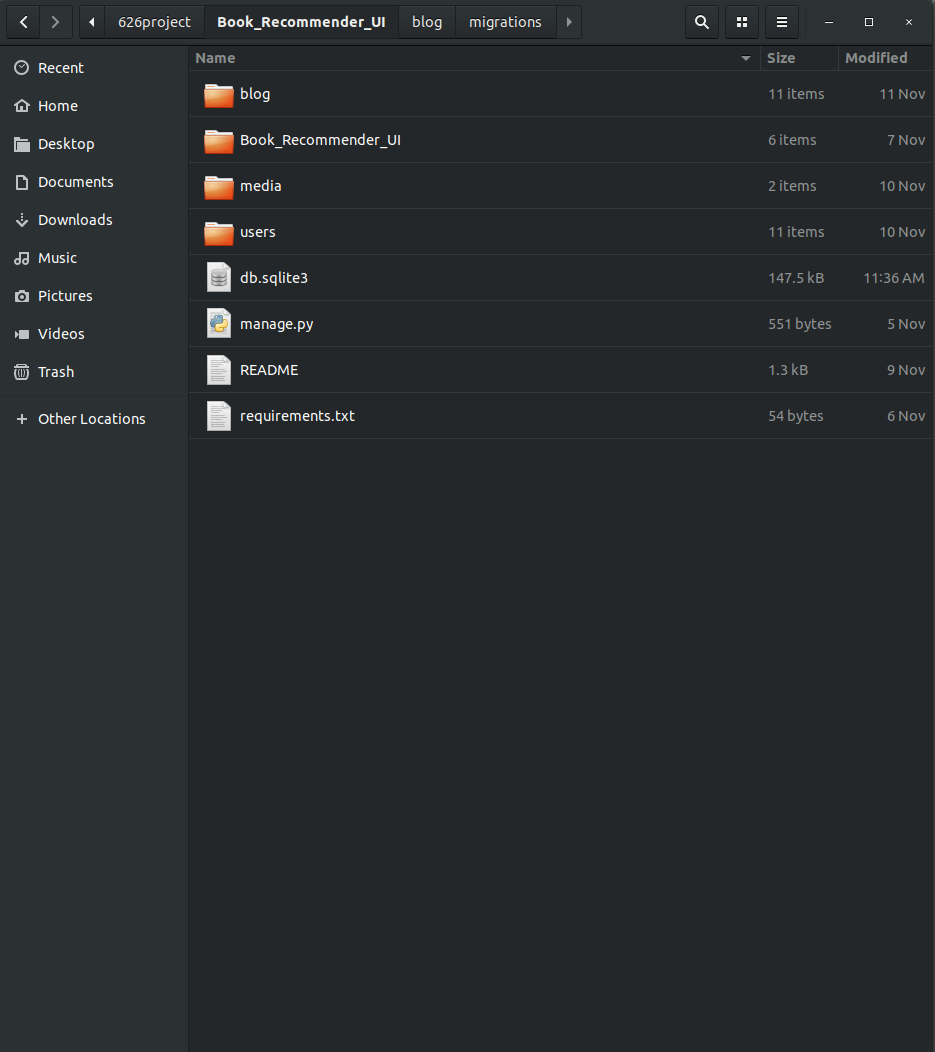 626project Book_Recommender_UI blog migrations
Name Size Modified
Recent
Home
Desktop
Documents
Downloads
Music
Pictures
Videos
Trash
Other Locations
blog 11 items 11 Nov
Book_Recommender_UI 6 items 7 Nov
media 2 items 10 Nov
users 11 items 10 Nov
db.sqlite3 147.5 kB 11:36 AM
manage.py 551 bytes 5 Nov
README 1.3 kB 9 Nov
requirements.txt 54 bytes 6 Nov